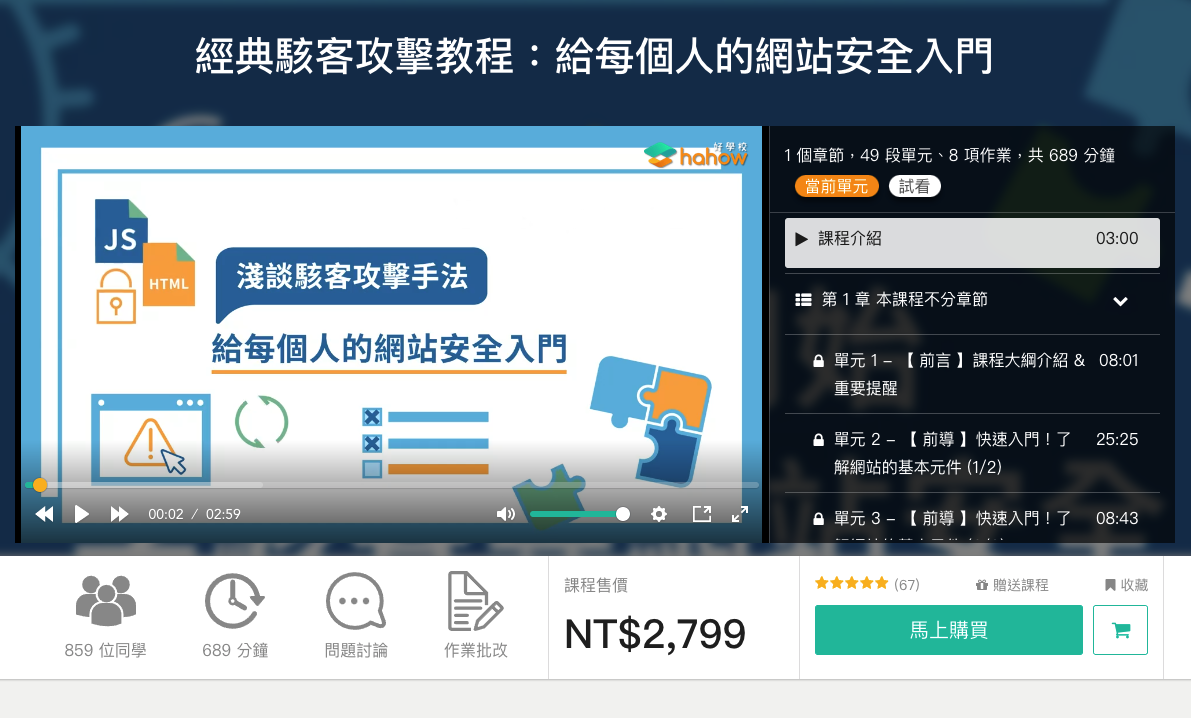 經典駭客攻擊教程：給每個人的網站安全入門
好學校
hahow
JS
HTML
淺談駭客攻擊手法
給每個人的網站安全入門
00:02 / 02:59
1 個章節，49 段單元、8 項作業，共 689 分鐘
當前單元 試看
課程介紹 03:00
第 1 章 本課程不分章節
單元 1 – 【 前言 】課程大綱介紹 & 08:01
重要提醒
單元 2 – 【 前導 】快速入門！了 25:25
解網站的基本元件 (1/2)
單元 3 – 【 前導 】快速入門！了 08:43
859 位同學 689 分鐘 問題討論 作業批改
課程售價
NT$2,799
(67) 贈送課程 收藏
馬上購買